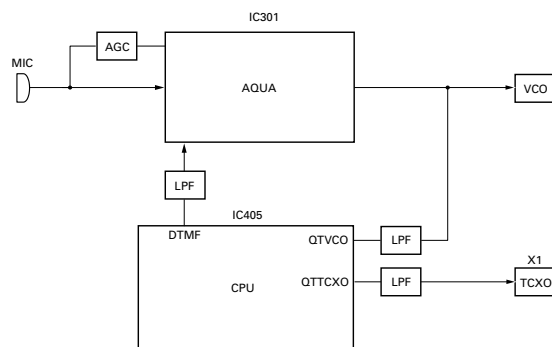 IC301
AGC
MIC
AQUA
VCO
LPF
IC405
DTMF
QTVCO
LPF
X1
QTTCXO
LPF
TCXO
CPU